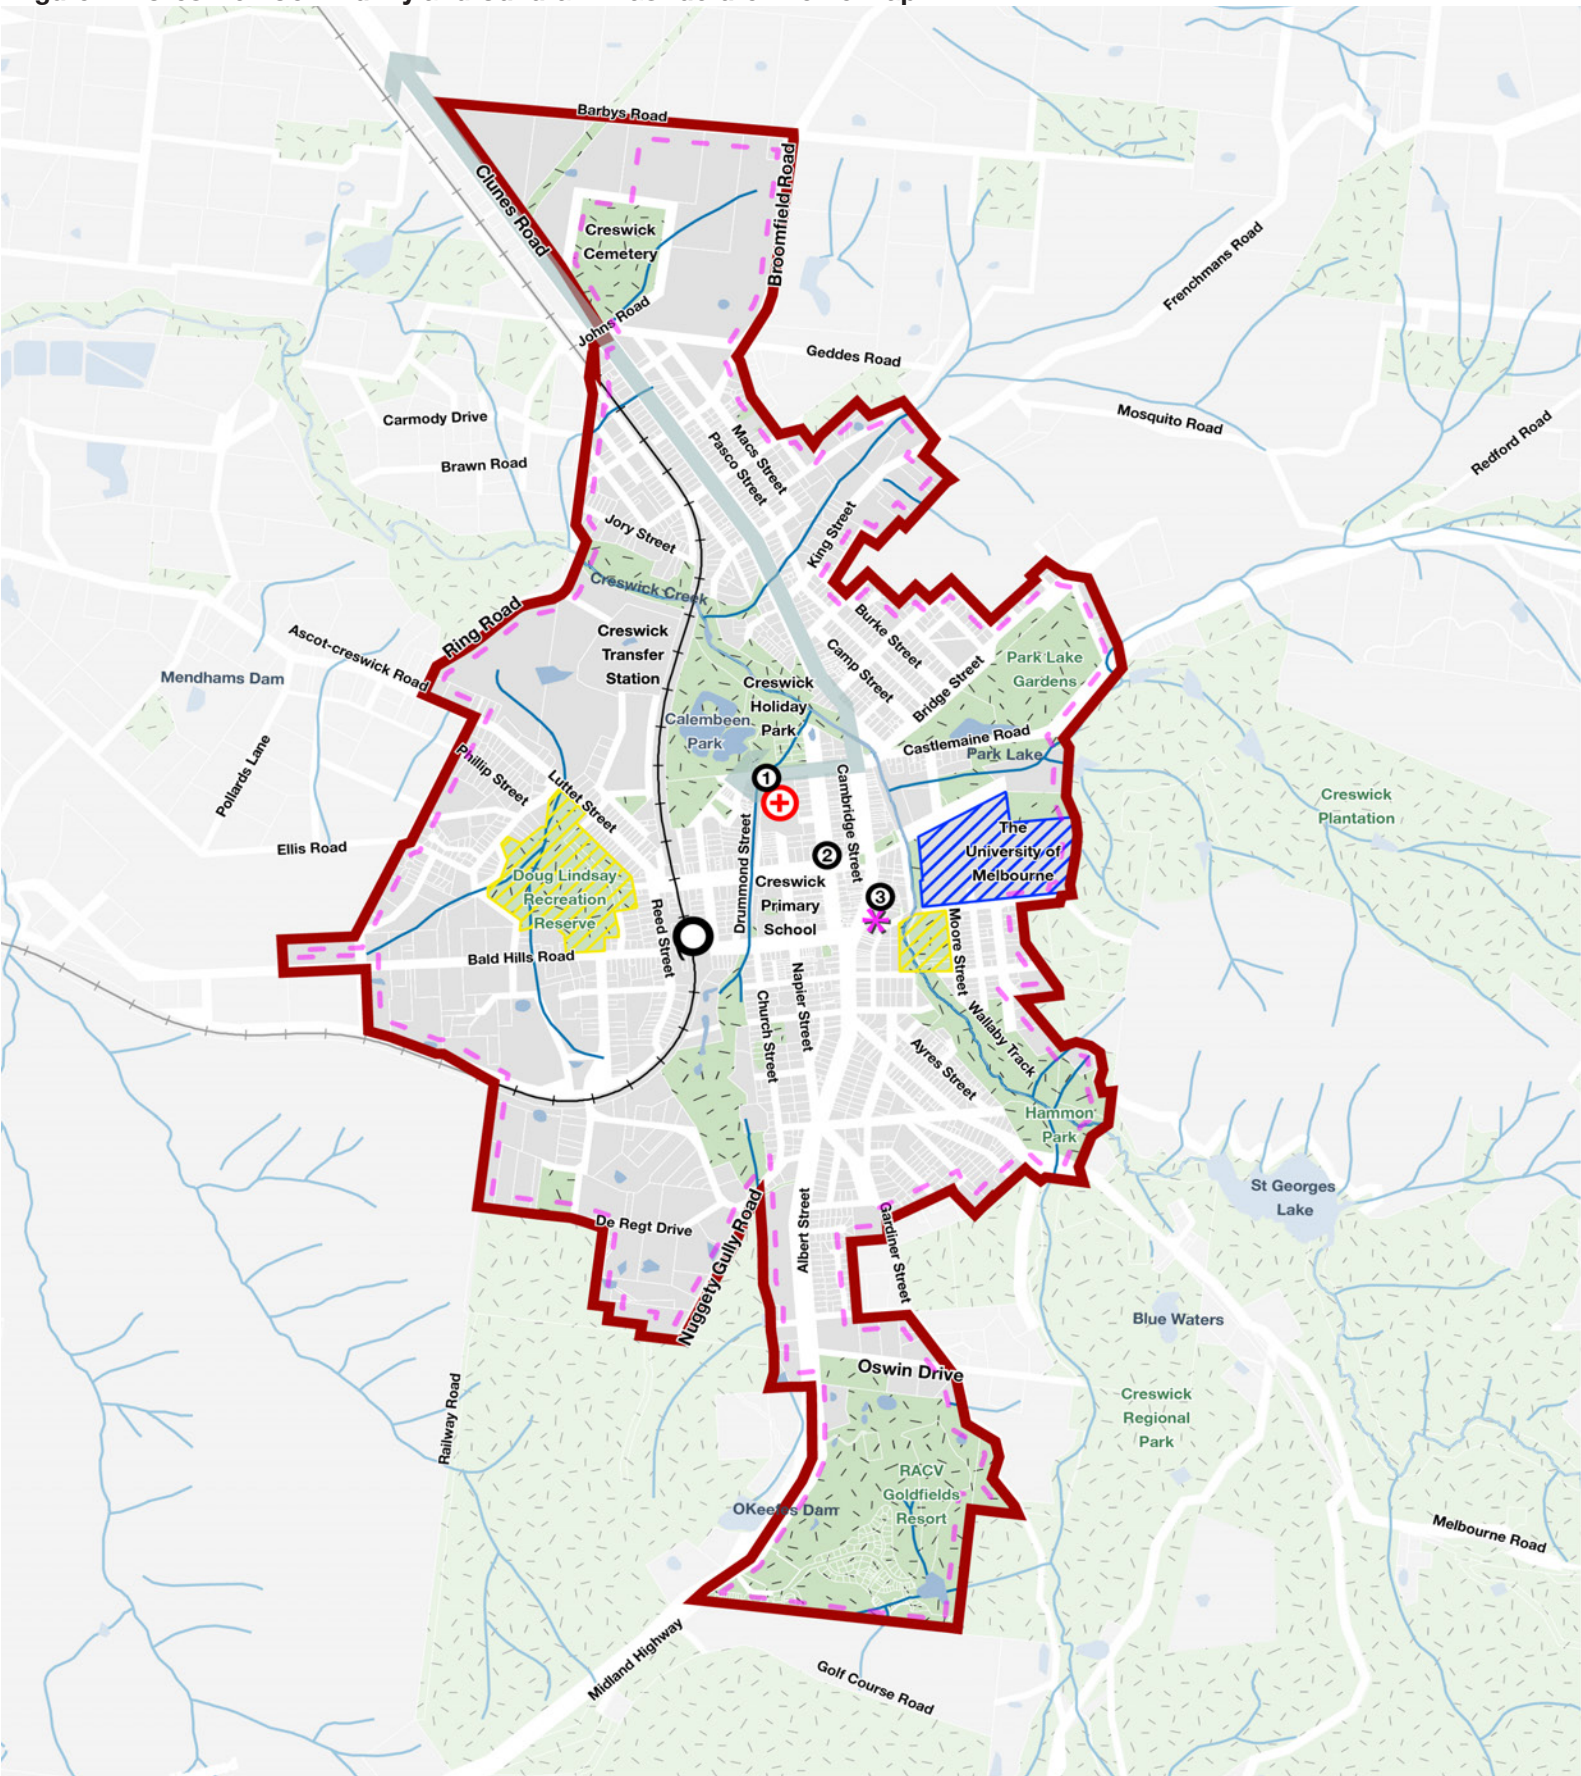 Barbys Road
Clunes Road
Broomfield Road
Creswick
Cemetery
Johns Road
Frenchmans Road
Geddes Road
Carmody Drive
Mosquito Road
Redford Road
Macs Street
Pasco Street
Brawn Road
Jory Street
King Street
Creswick Creek
Ring Road
Ascot-creswick Road
Mendhams Dam
Creswick
Transfer
Station
Burke Street
Camp Street
Bridge Street
Park Lake
Gardens
Creswick
Holiday
Park
Calembeen
Park
Castlemaine Road
Park Lake
Pollards Lane
Phillip Street
Luttet Street
1
Cambridge Street
Creswick
Plantation
Ellis Road
The
University of
Melbourne
2
Drummond Street
Doug Lindsay
Recreation
Reserve
Creswick
Primary
School
3
Reed Street
Moore Street
Bald Hills Road
Napier Street
Church Street
Wallaby Track
Ayres Street
Hammon
Park
St Georges
Lake
De Regt Drive
Nuggety Gully Road
Albert Street
Gardiner Street
Blue Waters
Oswin Drive
Railway Road
Creswick
Regional
Park
RACV
Goldfields
Resort
OKeefes Dam
Melbourne Road
Midland Highway
Golf Course Road